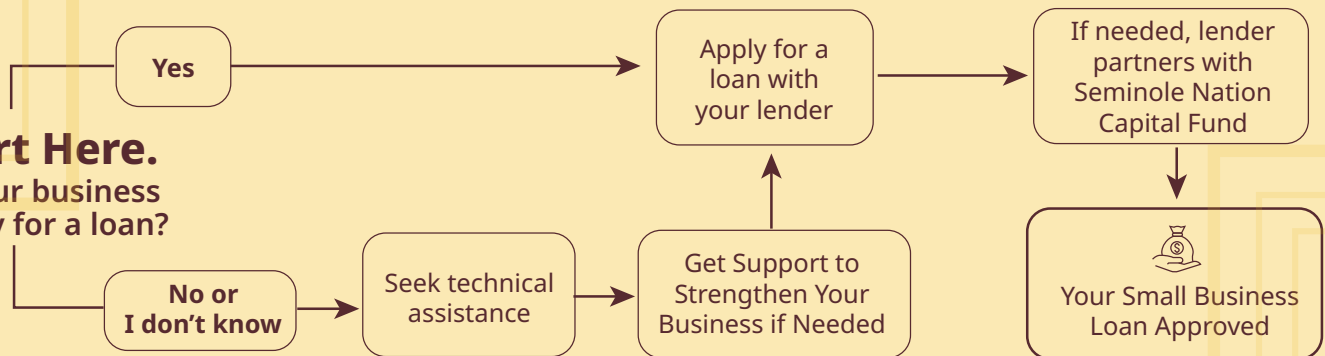 Yes
Apply for a
loan with
your lender
If needed, lender
partners with
Seminole Nation
Capital Fund
Here.
business
for a loan?
No or
I don’t know
Seek technical
assistance
Get Support to
Strengthen Your
Business if Needed
$
Your Small Business
Loan Approved